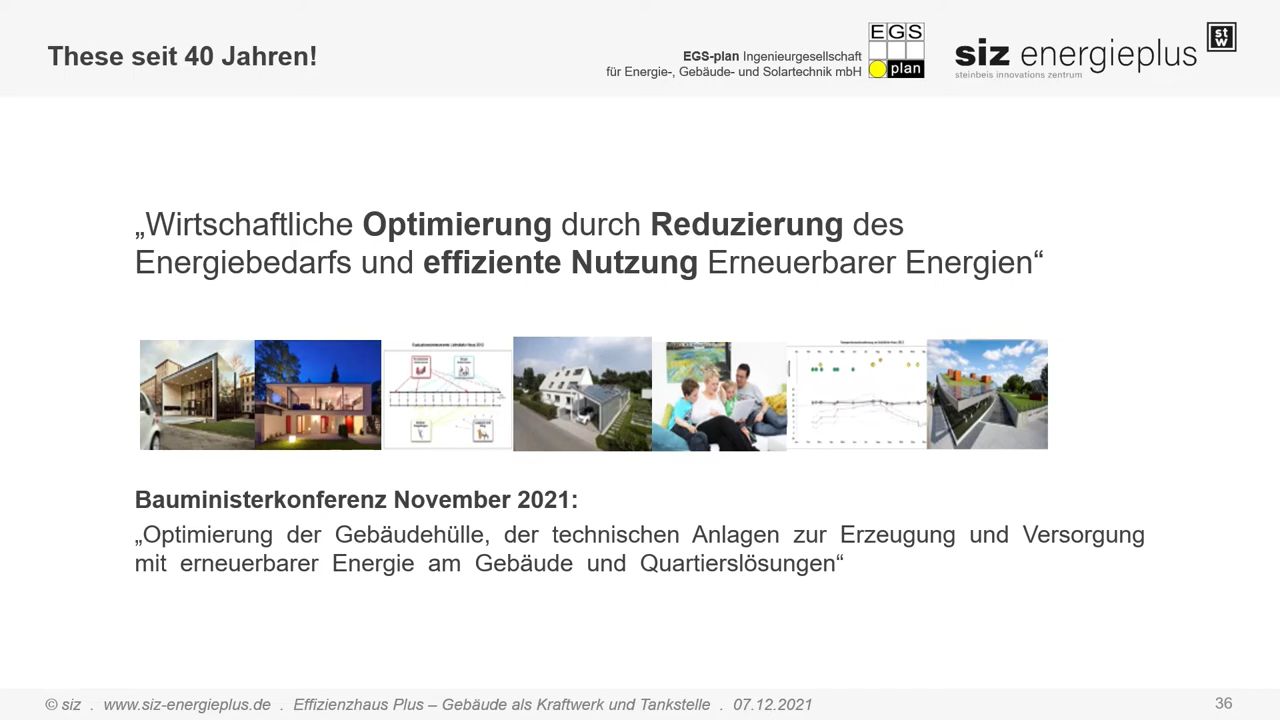 These seit 40 Jahren!
EGS-plan Ingenieurgesellschaft
für Energie-, Gebäude- und Solartechnik mbH
EGS
plan
siz energieplus
steinbeis innovations zentrum
stw
„Wirtschaftliche Optimierung durch Reduzierung des
Energiebedarfs und effiziente Nutzung Erneuerbarer Energien“
Bauministerkonferenz November 2021:
„Optimierung der Gebäudehülle, der technischen Anlagen zur Erzeugung und Versorgung
mit erneuerbarer Energie am Gebäude und Quartierslösungen“
© siz . www.siz-energieplus.de . Effizienzhaus Plus – Gebäude als Kraftwerk und Tankstelle . 07.12.2021
36